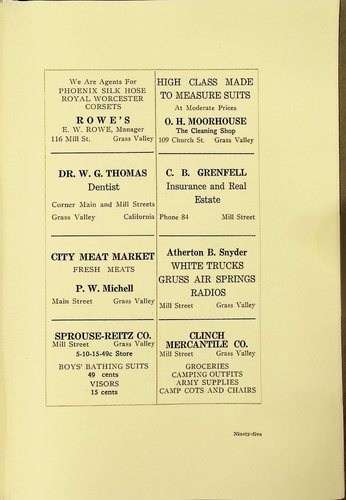 We Are Agents For
PHOENIX SILK HOSE
ROYAL WORCESTER
CORSETS
ROWE'S
E. W. ROWE, Manager
116 Mill St. Grass Valley
HIGH CLASS MADE
TO MEASURE SUITS
At Moderate Prices
O. H. MOORHOUSE
The Cleaning Shop
109 Church St. Grass Valley
DR. W. G. THOMAS
Dentist
Corner Main and Mill Streets
Grass Valley California
C. B. GRENFELL
Insurance and Real
Estate
Phone 84 Mill Street
CITY MEAT MARKET
FRESH MEATS
P. W. Michell
Main Street Grass Valley
Atherton B. Snyder
WHITE TRUCKS
GRUSS AIR SPRINGS
RADIOS
Mill Street Grass Valley
SPROUSE-REITZ CO.
Mill Street Grass Valley
5-10-15-49c Store
BOYS' BATHING SUITS
49 cents
VISORS
15 cents
CLINCH
MERCANTILE CO.
Mill Street Grass Valley
GROCERIES
CAMPING OUTFITS
ARMY SUPPLIES
CAMP COTS AND CHAIRS
Ninety-five